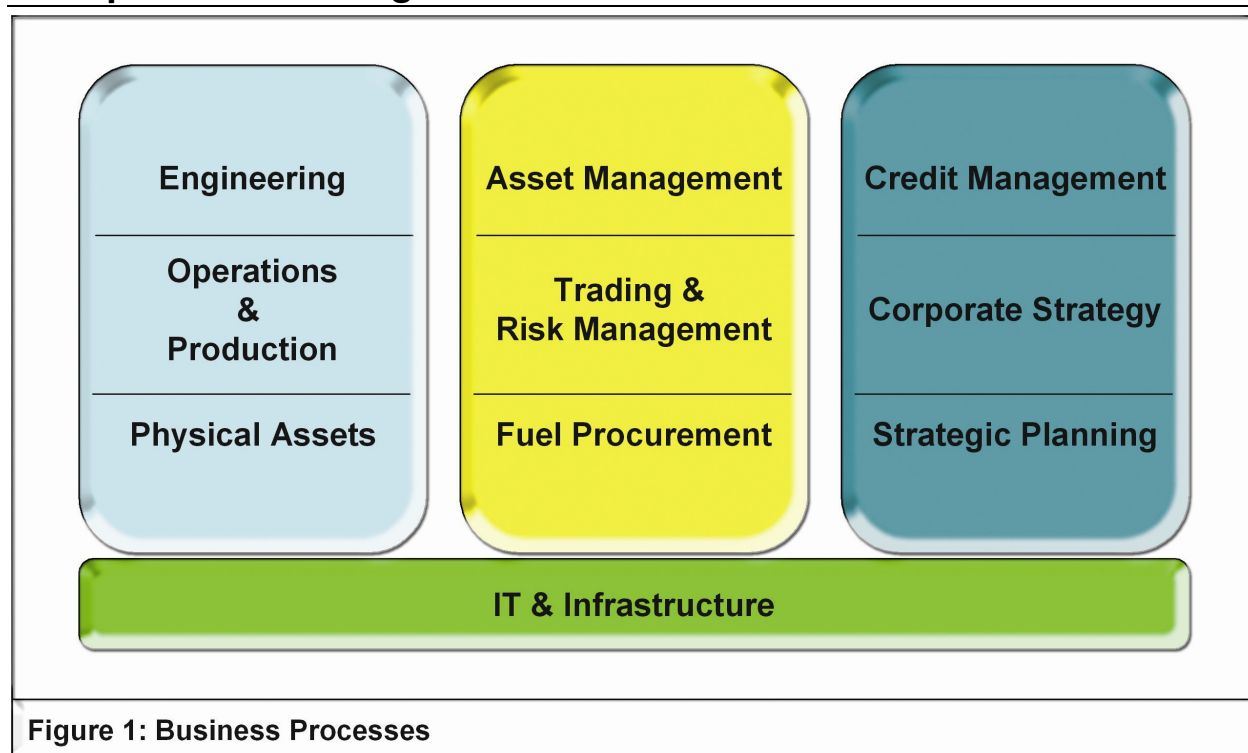 Engineering
Operations
&
Production
Physical Assets
Asset Management
Trading &
Risk Management
Fuel Procurement
Credit Management
Corporate Strategy
Strategic Planning
IT & Infrastructure
Figure 1: Business Processes